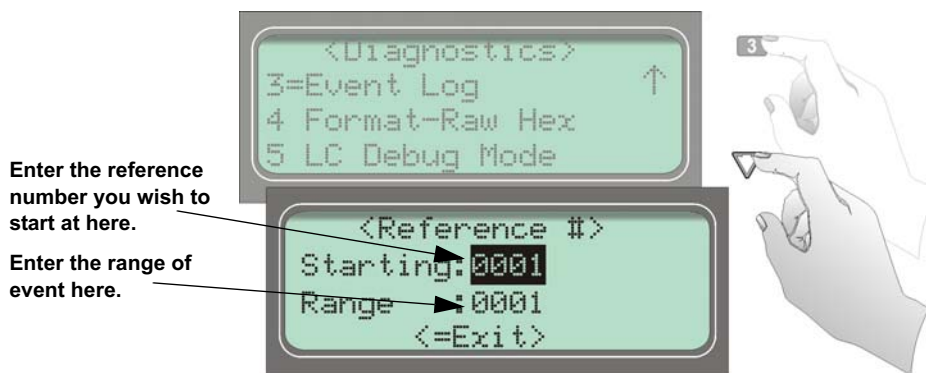 <Diagnostics>
3=Event Log ↑
4 Format-Raw Hex
5 LC Debug Mode
3
Enter the reference
number you wish to
start at here.
Enter the range of
event here.
<Reference #>
Starting:0001
Range :0001
<=Exit>